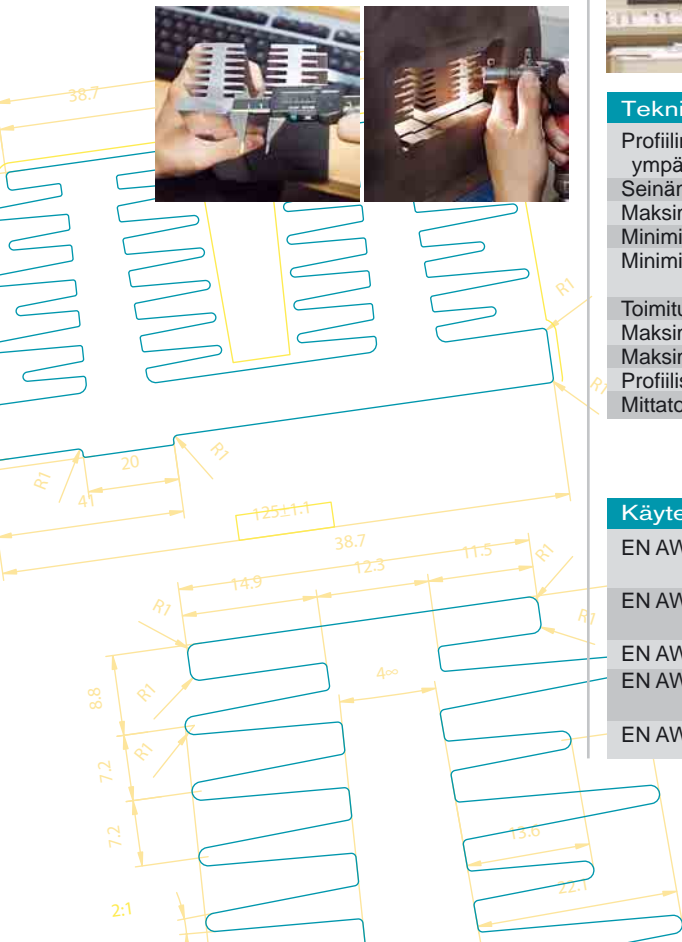 38.7
R1
R1
R1
R1
20
41
125±1.1
38.7
14.9
12.3
11.5
R1
R1
R1
4∞
8.8
R1
R1
7.2
7.2
13.6
22.1
2:1
Tekni
Profiilin
ympä
Seinän
Maksim
Minimi
Minimi
Toimitu
Maksim
Maksim
Profiilis
Mittato
Käyte
EN AW
EN AW
EN AW
EN AW
EN AW